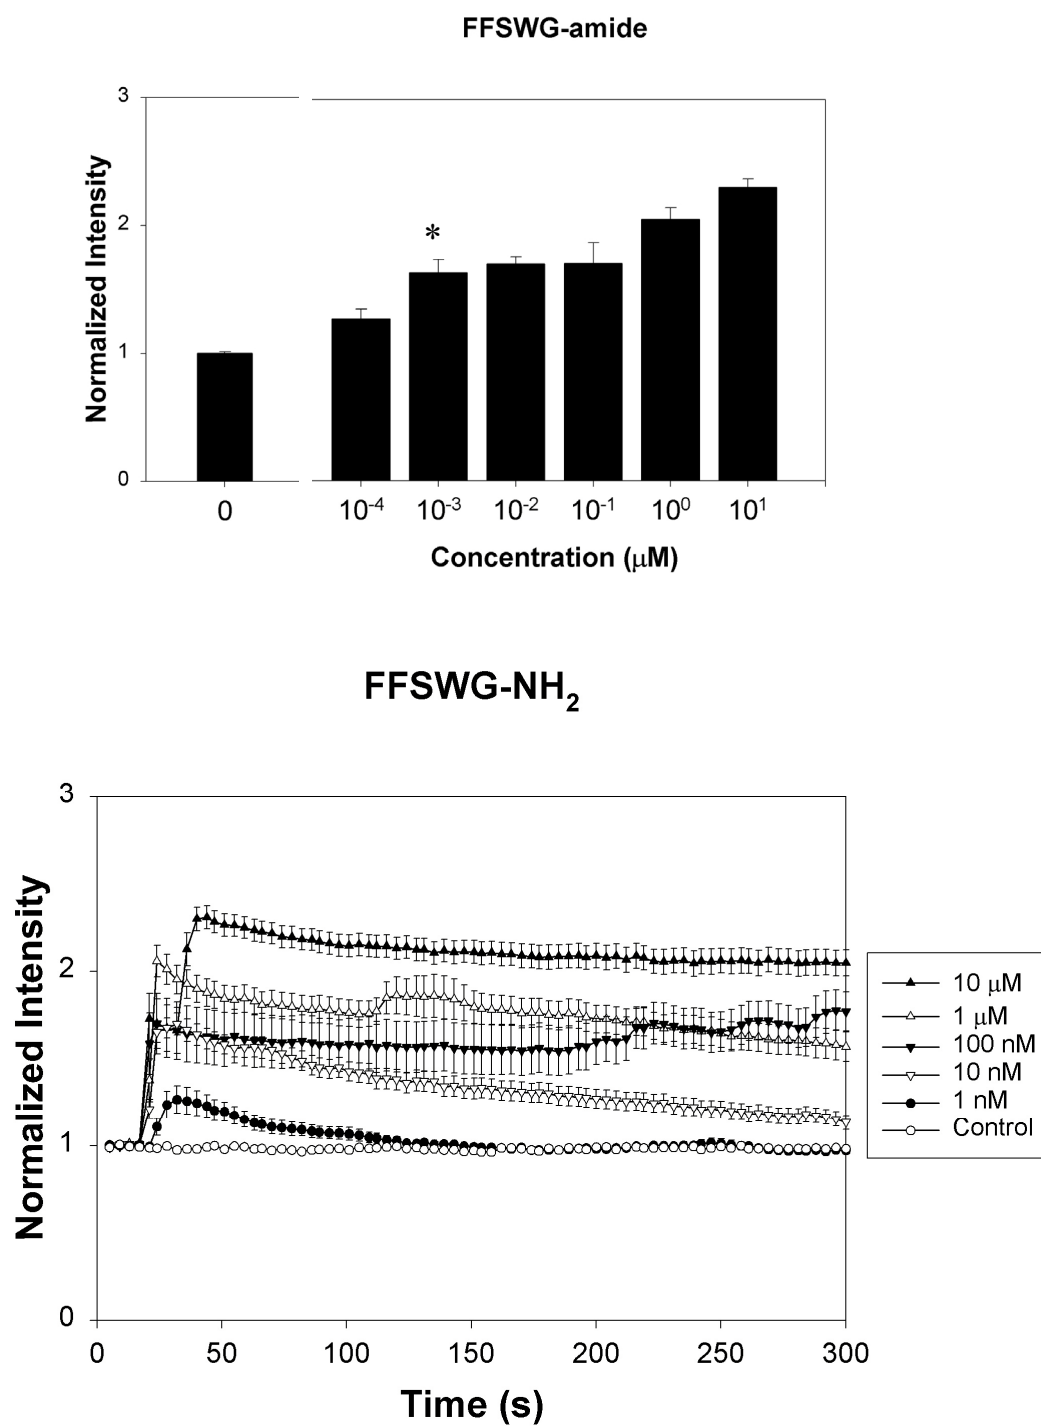 FFSWG-amide
3
2
1
0
Normalized Intensity
*
0 10-4 10-3 10-2 10-1 100 101
Concentration (μM)
FFSWG-NH2
3
2
1
0
Normalized Intensity
10 μM
1 μM
100 nM
10 nM
1 nM
Control
0 50 100 150 200 250 300
Time (s)